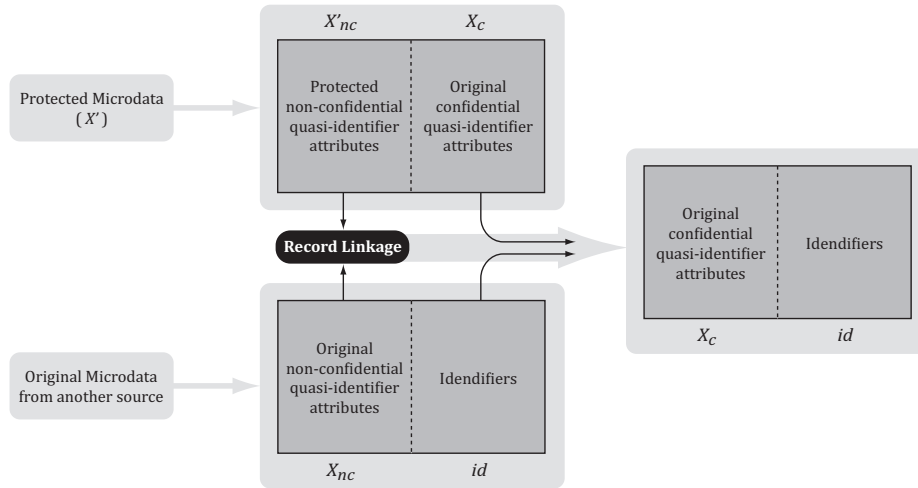 X'nc
Xc
Protected Microdata
( X' )
Protected
non-confidential
quasi-identifier
attributes
Original
confidential
quasi-identifier
attributes
Record Linkage
Original
confidential
quasi-identifier
attributes
Idendifiers
Xc
id
Original Microdata
from another source
Original
non-confidential
quasi-identifier
attributes
Idendifiers
Xnc
id